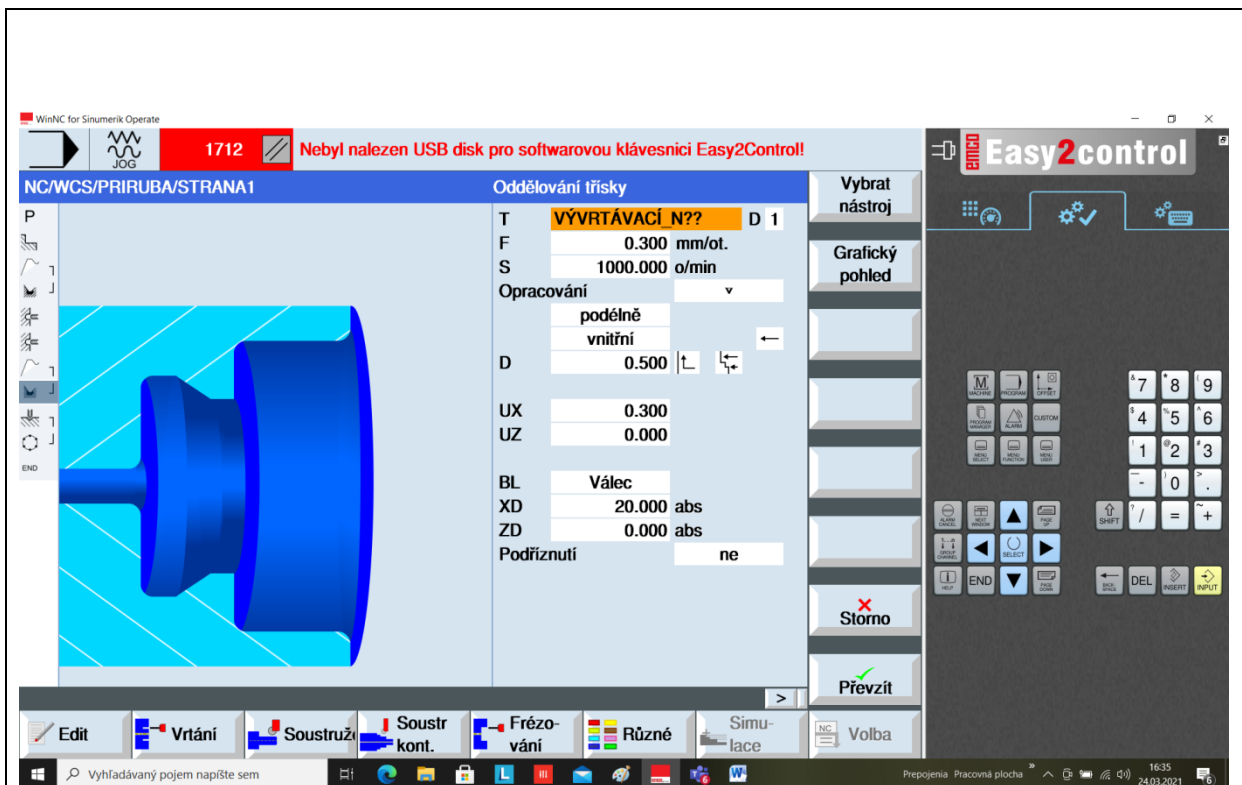 WinNC for Sinumerik Operate
JOG
1712
Nebyl nalezen USB disk pro softwarovou klávesnici Easy2Control!
emco
Easy2control
NC/WCS/PRIRUBA/STRANA1
Oddělování třísky
Vybrat
nástroj
P
T VÝVRTÁVACÍ_N?? D 1
F 0.300 mm/ot.
S 1000.000 o/min
Grafický
pohled
Opracování v
podélně
vnitřní ←
D 0.500
UX 0.300
UZ 0.000
BL Válec
XD 20.000 abs
ZD 0.000 abs
Podříznutí ne
END
Storno
Převzít
>
MACHINE PROGRAM OFFSET
& 7 * 8 ( 9
PROGRAM
MANAGER
ALARM
CUSTOM
$ 4 % 5 ^ 6
MENU
SELECT
MENU
FUNCTION
MENU
USER
! 1 @ 2 # 3
_ - ) 0 > .
ALARM
CANCEL
NEXT
WINDOW
PAGE
UP
SHIFT
? / = ~ +
GROUP
CHANNEL
SELECT
HELP
END
PAGE
DOWN
BACK-
SPACE
DEL
INSERT
INPUT
Edit
Vrtání
Soustruž
Soustr
kont.
Frézo-
vání
Různé
Simu-
lace
NC
Volba
Vyhľadávaný pojem napíšte sem
L
W
Prepojenia Pracovná plocha »
16:35
24.03.2021
6